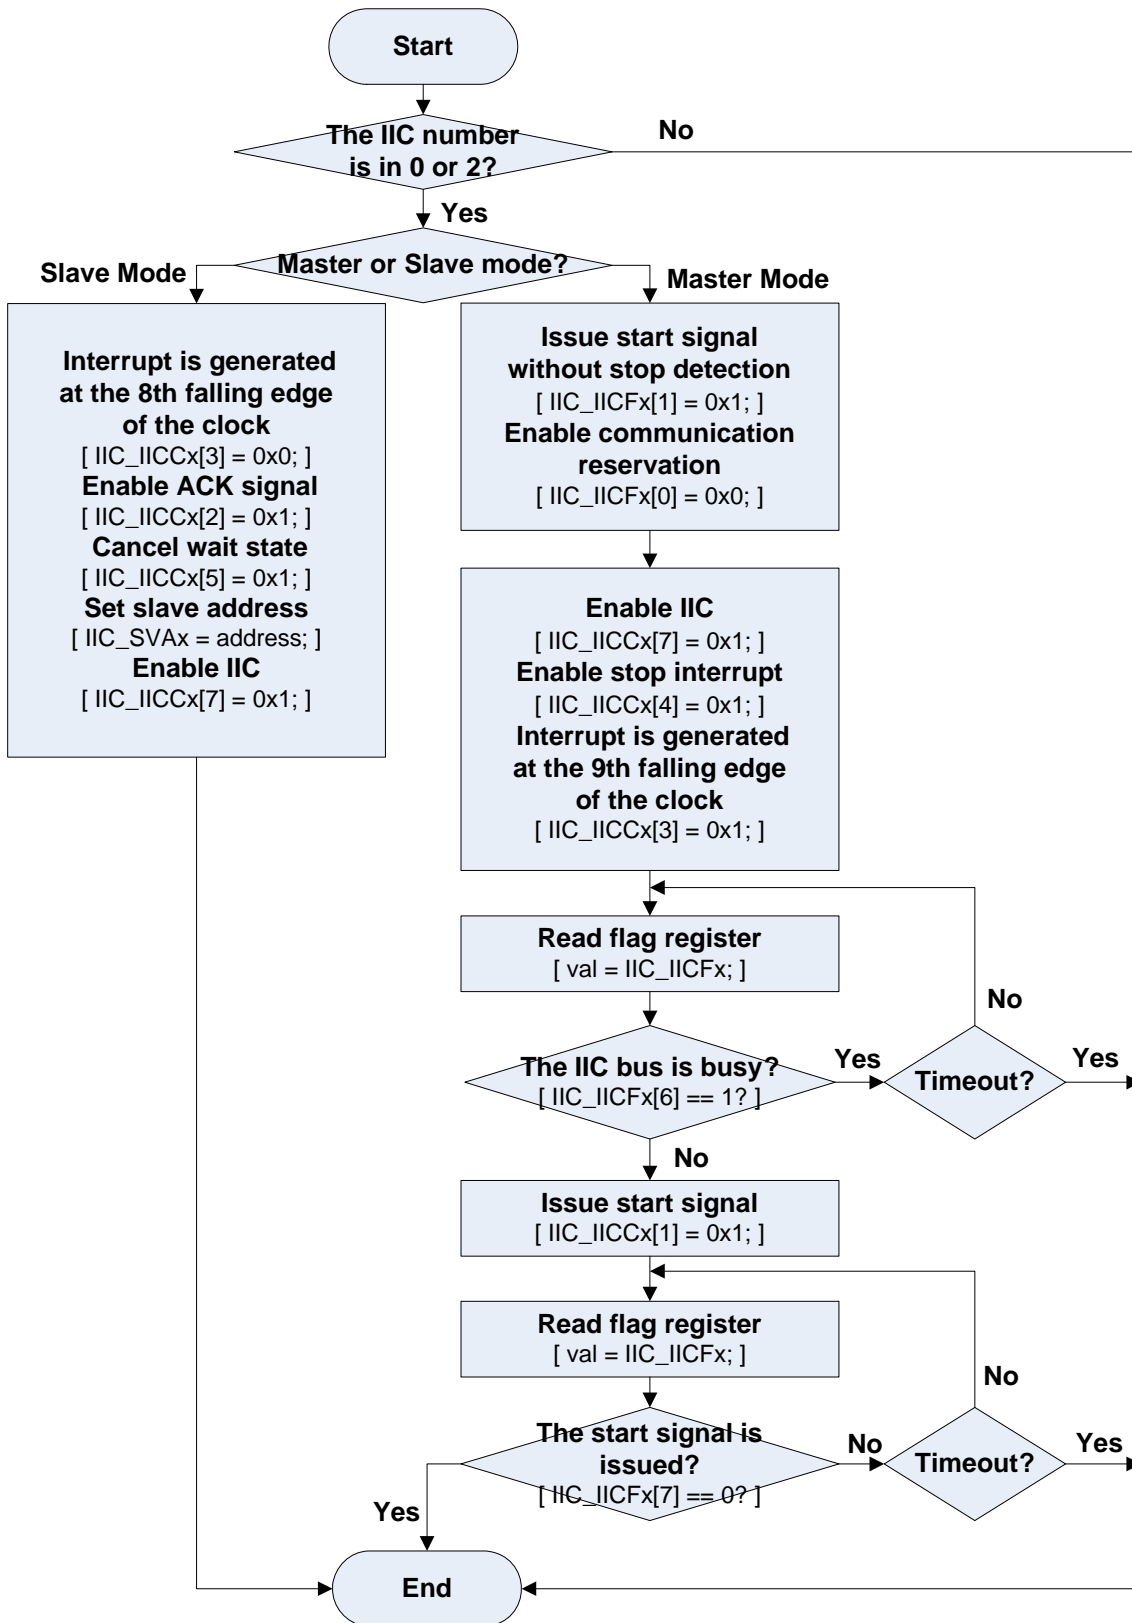 Start
The IIC number
is in 0 or 2?
No
Yes
Master or Slave mode?
Slave Mode
Master Mode
Interrupt is generated
at the 8th falling edge
of the clock
[ IIC_IICCx[3] = 0x0; ]
Enable ACK signal
[ IIC_IICCx[2] = 0x1; ]
Cancel wait state
[ IIC_IICCx[5] = 0x1; ]
Set slave address
[ IIC_SVAx = address; ]
Enable IIC
[ IIC_IICCx[7] = 0x1; ]
Issue start signal
without stop detection
[ IIC_IICFx[1] = 0x1; ]
Enable communication
reservation
[ IIC_IICFx[0] = 0x0; ]
Enable IIC
[ IIC_IICCx[7] = 0x1; ]
Enable stop interrupt
[ IIC_IICCx[4] = 0x1; ]
Interrupt is generated
at the 9th falling edge
of the clock
[ IIC_IICCx[3] = 0x1; ]
Read flag register
[ val = IIC_IICFx; ]
The IIC bus is busy?
[ IIC_IICFx[6] == 1? ]
Yes
Timeout?
No
Yes
No
Issue start signal
[ IIC_IICCx[1] = 0x1; ]
Read flag register
[ val = IIC_IICFx; ]
The start signal is
issued?
[ IIC_IICFx[7] == 0? ]
No
Timeout?
No
Yes
Yes
End